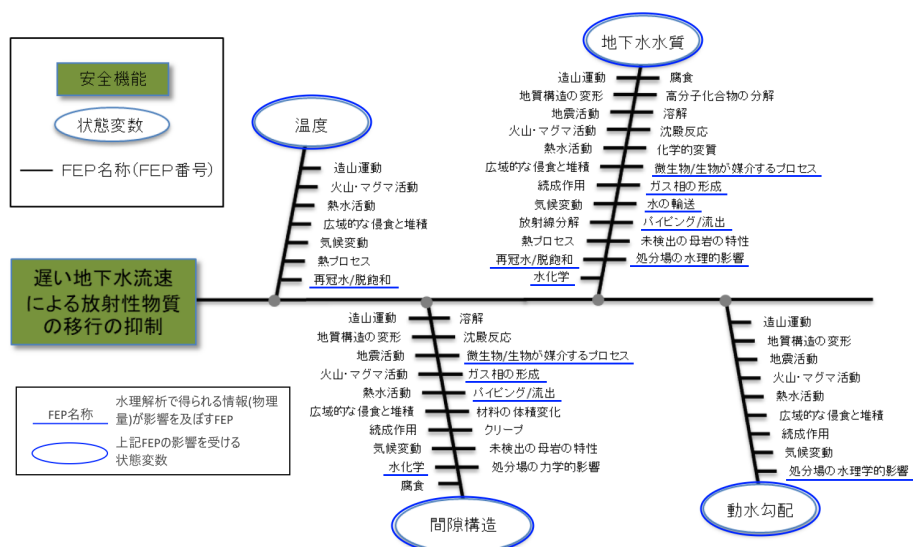 安全機能
状態変数
FEP名称(FEP番号)
温度
造山運動
火山・マグマ活動
熱水活動
広域的な侵食と堆積
気候変動
熱プロセス
再冠水/脱飽和
地下水水質
造山運動
地質構造の変形
地震活動
火山・マグマ活動
熱水活動
広域的な侵食と堆積
続成作用
気候変動
放射線分解
熱プロセス
再冠水/脱飽和
水化学
腐食
高分子化合物の分解
溶解
沈殿反応
化学的変質
微生物/生物が媒介するプロセス
ガス相の形成
水の輸送
パイピング/流出
未検出の母岩の特性
処分場の水理的影響
遅い地下水流速
による放射性物質
の移行の抑制
造山運動
地質構造の変形
地震活動
火山・マグマ活動
熱水活動
広域的な侵食と堆積
続成作用
気候変動
水化学
腐食
溶解
沈殿反応
微生物/生物が媒介するプロセス
ガス相の形成
パイピング/流出
材料の体積変化
クリープ
未検出の母岩の特性
処分場の力学的影響
間隙構造
造山運動
地質構造の変形
地震活動
火山・マグマ活動
熱水活動
広域的な侵食と堆積
続成作用
気候変動
処分場の水理学的影響
動水勾配
FEP名称
水理解析で得られる情報(物理
量)が影響を及ぼすFEP
上記FEPの影響を受ける
状態変数